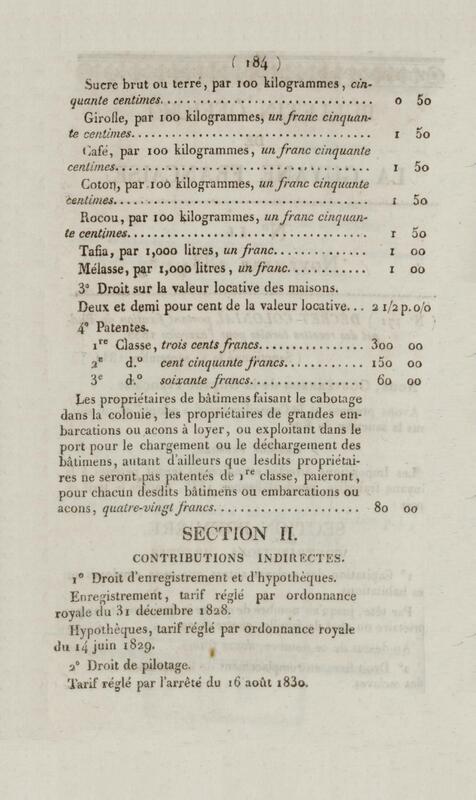 ( 184 )
Sucre brut ou terré, par 100 kilogrammes, cin-
quante centimes............................... 0 50
Girofle, par 100 kilogrammes, un franc cinquan-
te centimes................................... 1 50
Café, par 100 kilogrammes, un franc cinquante
centimes...................................... 1 50
Coton, par 100 kilogrammes, un franc cinquante
centimes...................................... 1 50
Rocou, par 100 kilogrammes, un franc cinquan-
te centimes................................... 1 50
Tafia, par 1,000 litres, un franc............. 1 00
Mélasse, par 1,000 litres, un franc........... 1 00
3° Droit sur la valeur locative des maisons.
Deux et demi pour cent de la valeur locative... 2 1/2 p. o/o
4° Patentes.
1re Classe, trois cents francs............... 300 00
2e d.° cent cinquante francs............ 150 00
3e d.° soixante francs................. 60 00
Les propriétaires de bâtimens faisant le cabotage
dans la colonie, les propriétaires de grandes em-
barcations ou acons à loyer, ou exploitant dans le
port pour le chargement ou le déchargement des
bâtimens, autant d'ailleurs que lesdits propriétai-
res ne seront pas patentés de 1re classe, paieront,
pour chacun desdits bâtimens ou embarcations ou
acons, quatre-vingt francs..................... 80 00
SECTION II.
CONTRIBUTIONS INDIRECTES.
1° Droit d'enregistrement et d'hypothèques.
Enregistrement, tarif réglé par ordonnance
royale du 31 décembre 1828.
Hypothèques, tarif réglé par ordonnance royale
du 14 juin 1829.
2° Droit de pilotage.
Tarif réglé par l'arrêté du 16 août 1830.